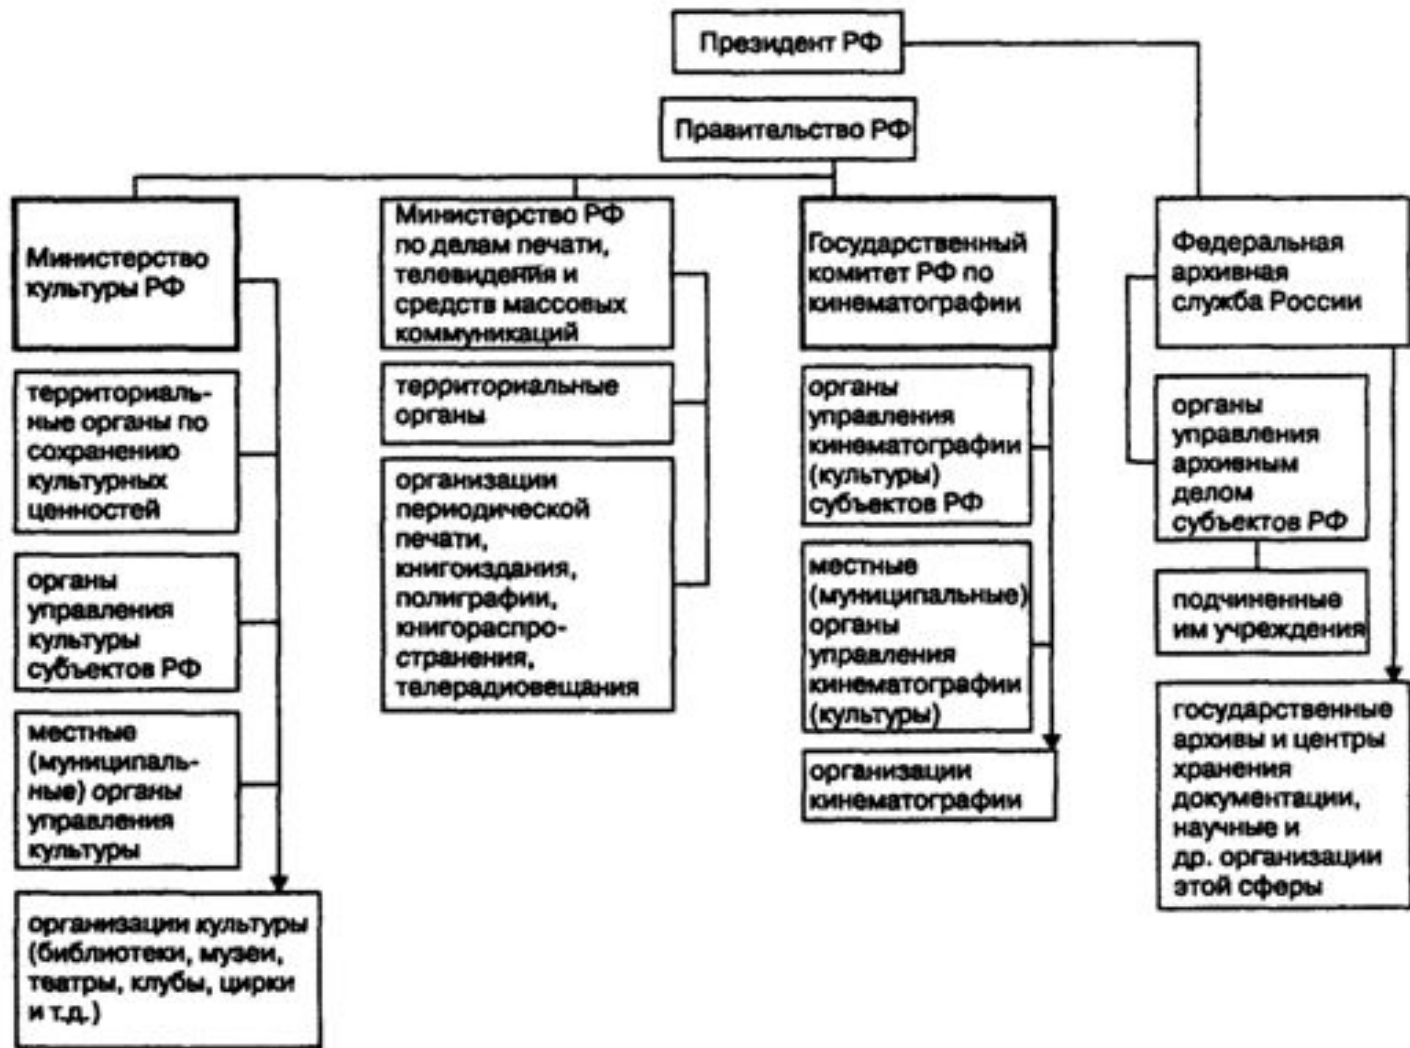 Президент РФ
Правительство РФ
Министерство
культуры РФ
территориаль-
ные органы по
сохранению
культурных
ценностей
органы
управления
культуры
субъектов РФ
местные
(муниципаль-
ные) органы
управления
культуры
организации культуры
(библиотеки, музеи,
театры, клубы, цирки
и т.д.)
Министерство РФ
по делам печати,
телевидения и
средств массовых
коммуникаций
территориальные
органы
организации
периодической
печати,
книгоиздания,
полиграфии,
книгораспро-
странения,
телерадиовещания
Государственный
комитет РФ по
кинематографии
органы
управления
кинематографии
(культуры)
субъектов РФ
местные
(муниципальные)
органы
управления
кинематографии
(культуры)
организации
кинематографии
Федеральная
архивная
служба России
органы
управления
архивным
делом
субъектов РФ
подчиненные
им учреждения
государственные
архивы и центры
хранения
документации,
научные и
др. организации
этой сферы